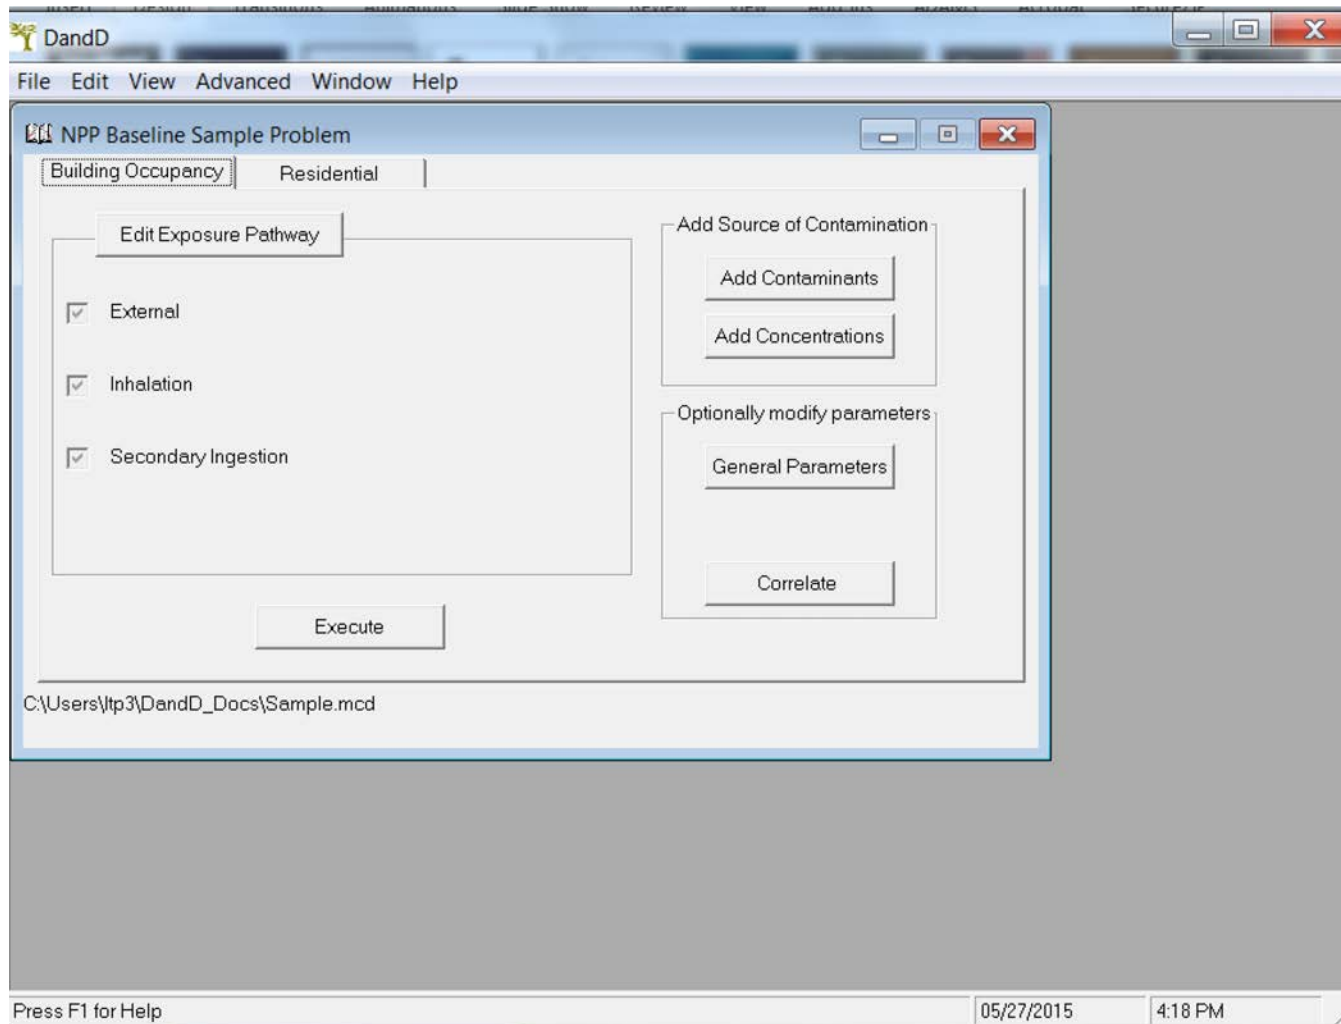 DandD
File Edit View Advanced Window Help
NPP Baseline Sample Problem
Building Occupancy Residential
Edit Exposure Pathway
External
Inhalation
Secondary Ingestion
Execute
Add Source of Contamination
Add Contaminants
Add Concentrations
Optionally modify parameters
General Parameters
Correlate
C:\Users\ltp3\DandD_Docs\Sample.mcd
Press F1 for Help 05/27/2015 4:18 PM